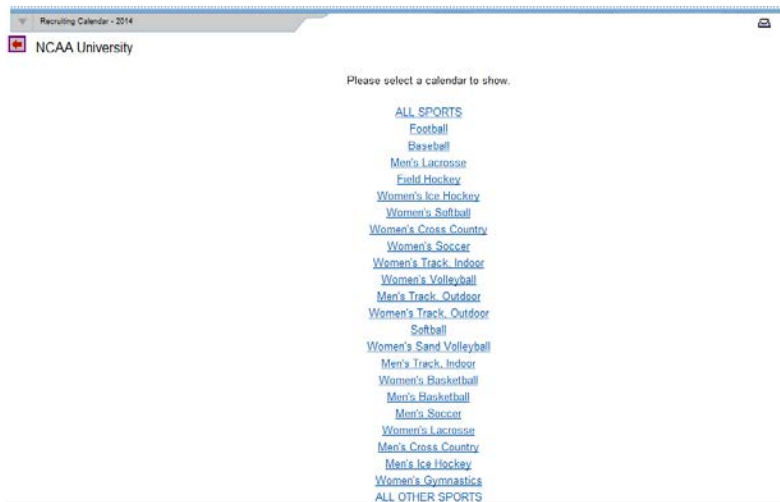 Recruiting Calendar - 2014
NCAA University
Please select a calendar to show.
ALL SPORTS
Football
Baseball
Men's Lacrosse
Field Hockey
Women's Ice Hockey
Women's Softball
Women's Cross Country
Women's Soccer
Women's Track, Indoor
Women's Volleyball
Men's Track, Outdoor
Women's Track, Outdoor
Softball
Women's Sand Volleyball
Men's Track, Indoor
Women's Basketball
Men's Basketball
Men's Soccer
Women's Lacrosse
Men's Cross Country
Men's Ice Hockey
Women's Gymnastics
ALL OTHER SPORTS